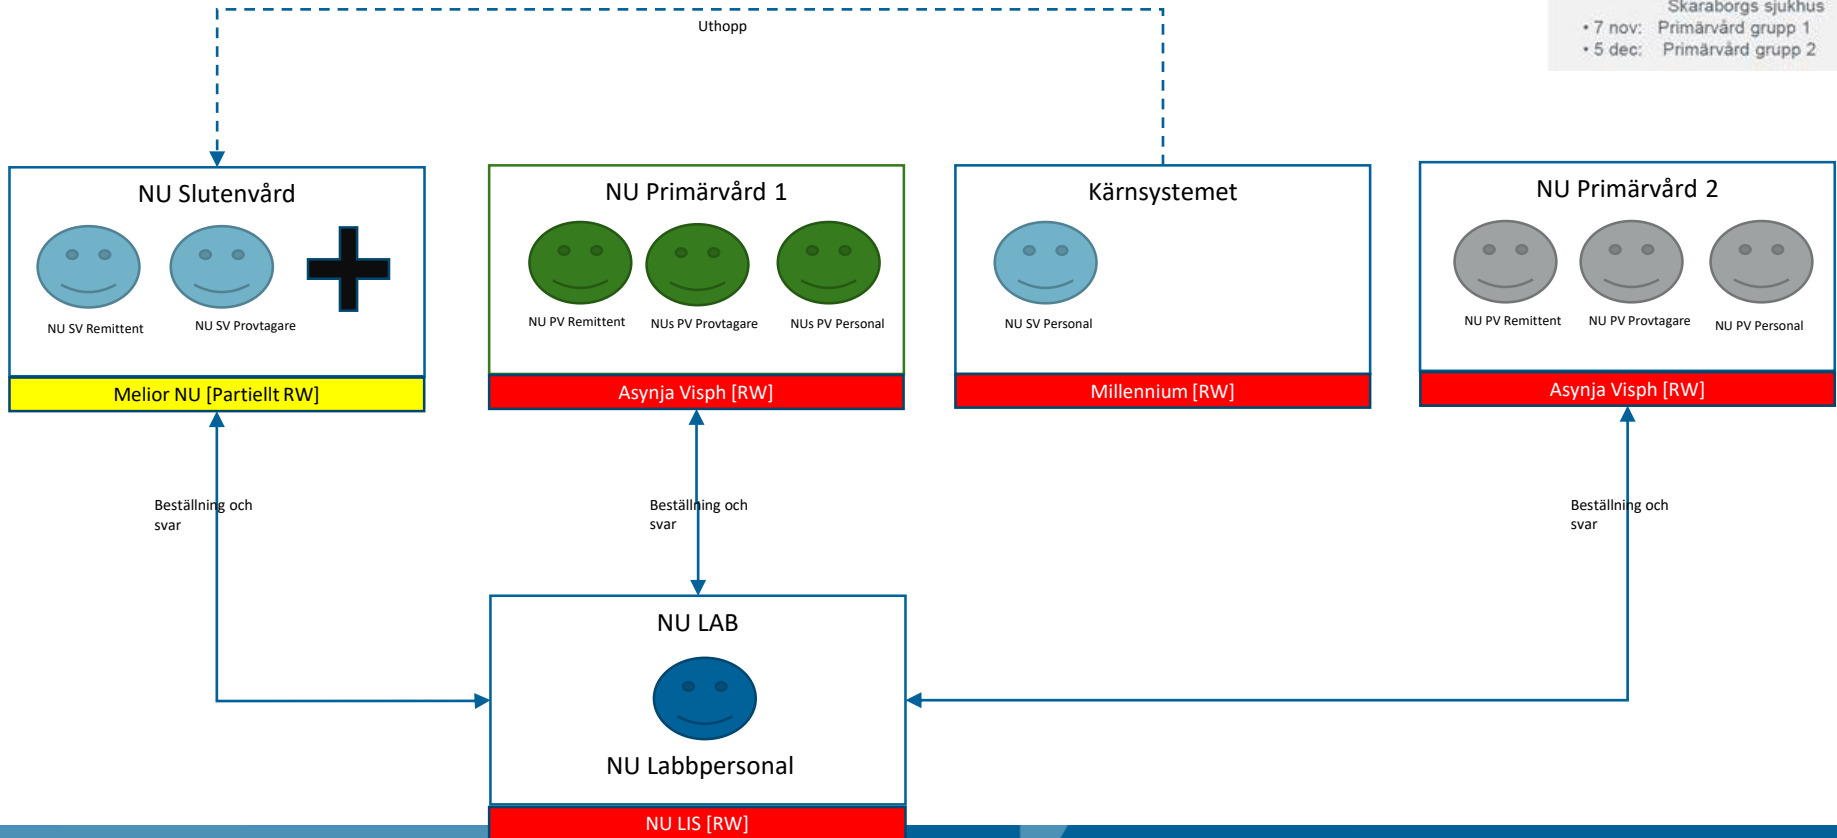 Skaraborgs sjukhus
• 7 nov: Primärvård grupp 1
• 5 dec: Primärvård grupp 2
Uthopp
NU Slutenvård
NU SV Remittent
NU SV Provtagare
Melior NU [Partiellt RW]
NU Primärvård 1
NU PV Remittent
NUs PV Provtagare
NUs PV Personal
Asynja Visph [RW]
Kärnsystemet
NU SV Personal
Millennium [RW]
NU Primärvård 2
NU PV Remittent
NU PV Provtagare
NU PV Personal
Asynja Visph [RW]
Beställning och
svar
Beställning och
svar
Beställning och
svar
NU LAB
NU Labbpersonal
NU LIS [RW]